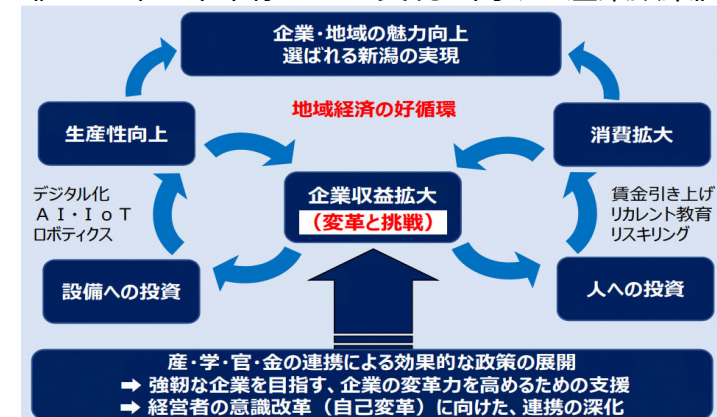 企業・地域の魅力向上
選ばれる新潟の実現
地域経済の好循環
生産性向上
消費拡大
デジタル化
ＡＩ・ＩｏＴ
ロボティクス
企業収益拡大
（変革と挑戦）
賃金引き上げ
リカレント教育
リスキリング
設備への投資
人への投資
産・学・官・金の連携による効果的な政策の展開
➡ 強靭な企業を目指す、企業の変革力を高めるための支援
➡ 経営者の意識改革（自己変革）に向けた、連携の深化